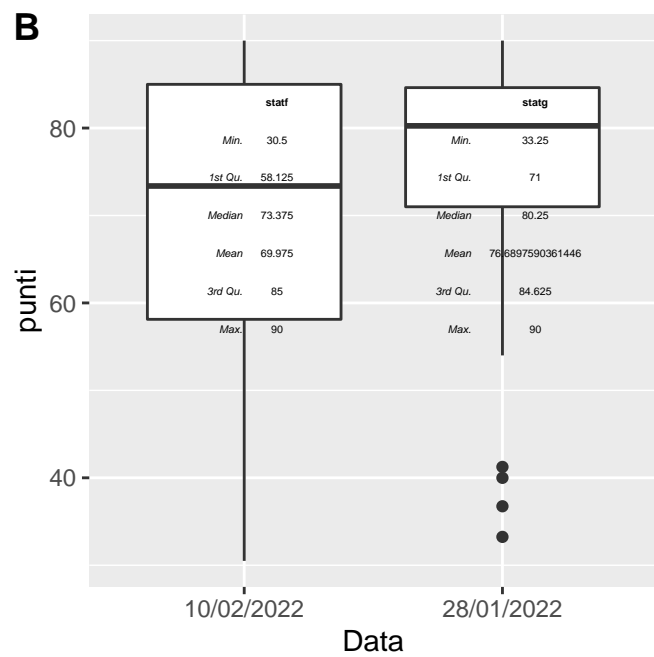 B
punti
80
60
40
statf
Min. 30.5
1st Qu. 58.125
Median 73.375
Mean 69.975
3rd Qu. 85
Max. 90
statg
Min. 33.25
1st Qu. 71
Median 80.25
Mean 76.6897590361446
3rd Qu. 84.625
Max. 90
10/02/2022 28/01/2022
Data